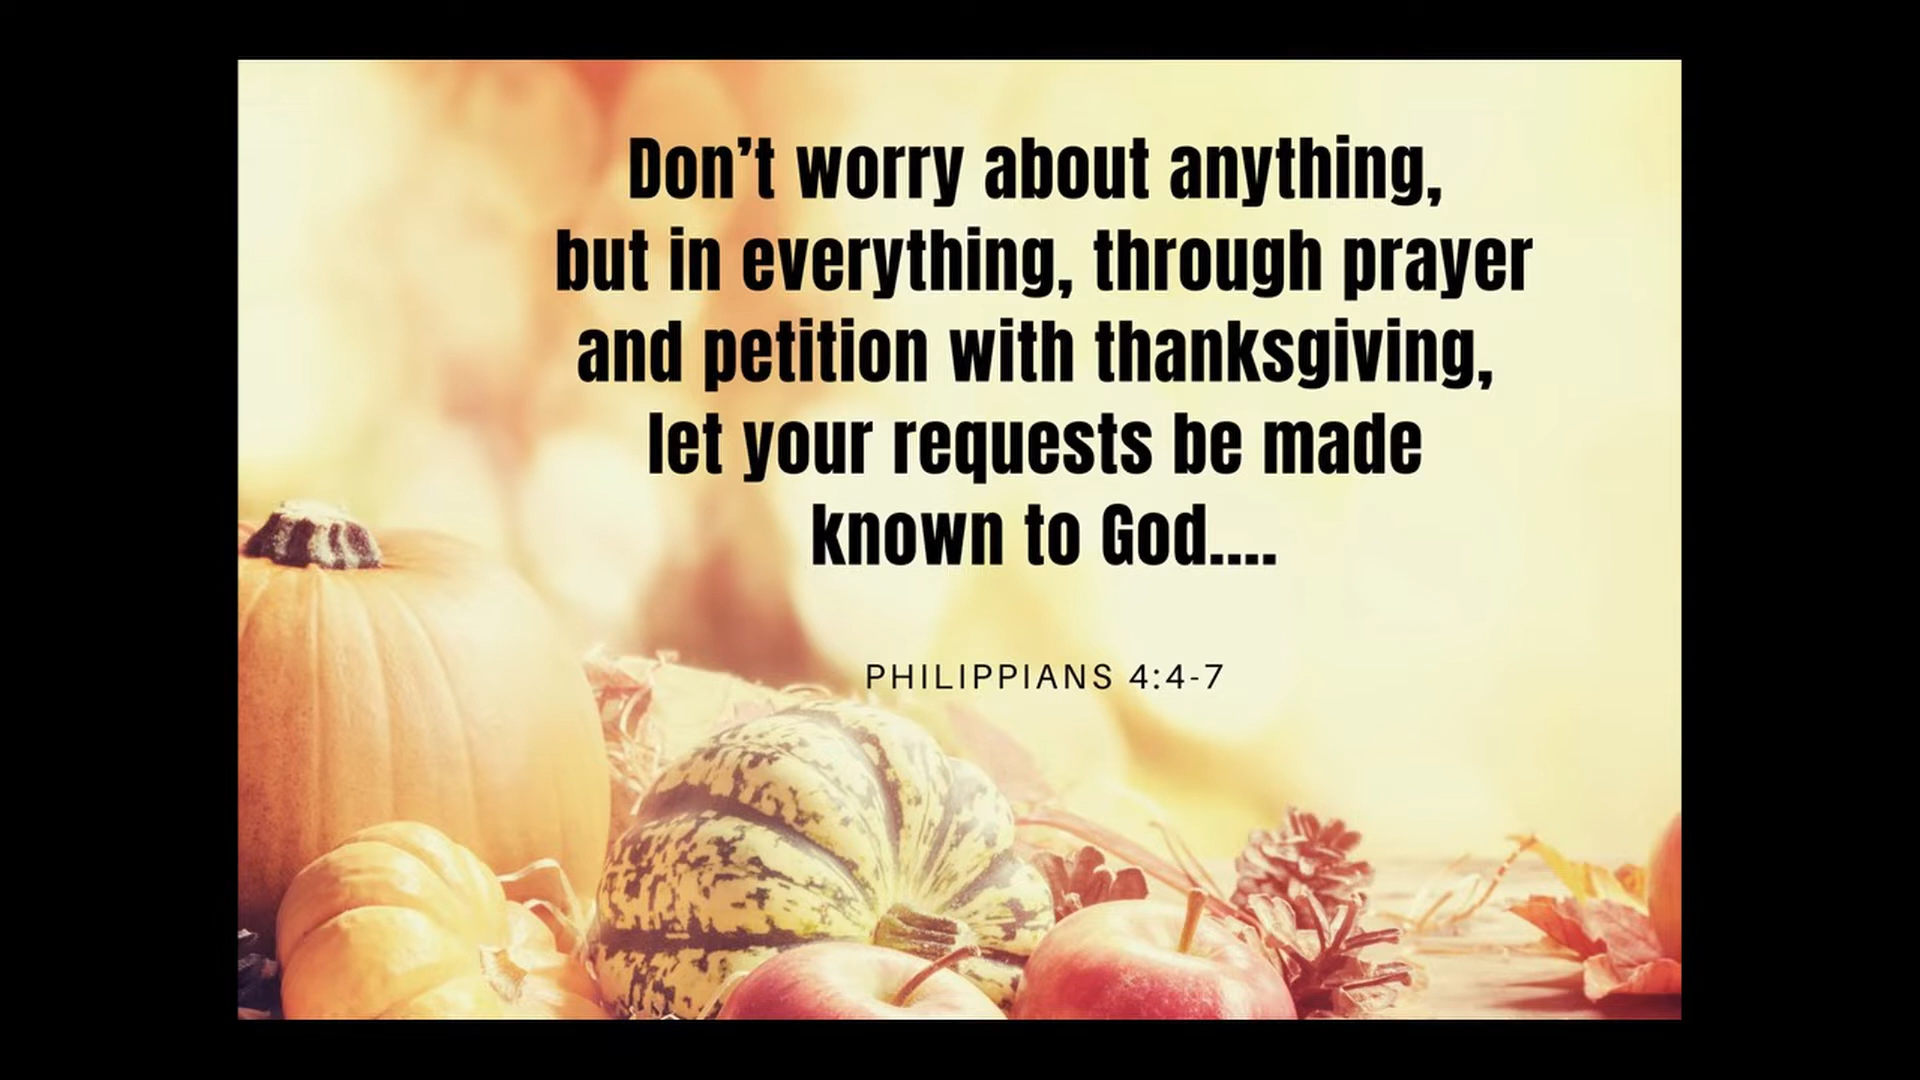 Don’t worry about anything,
but in everything, through prayer
and petition with thanksgiving,
let your requests be made
known to God....
PHILIPPIANS 4:4-7